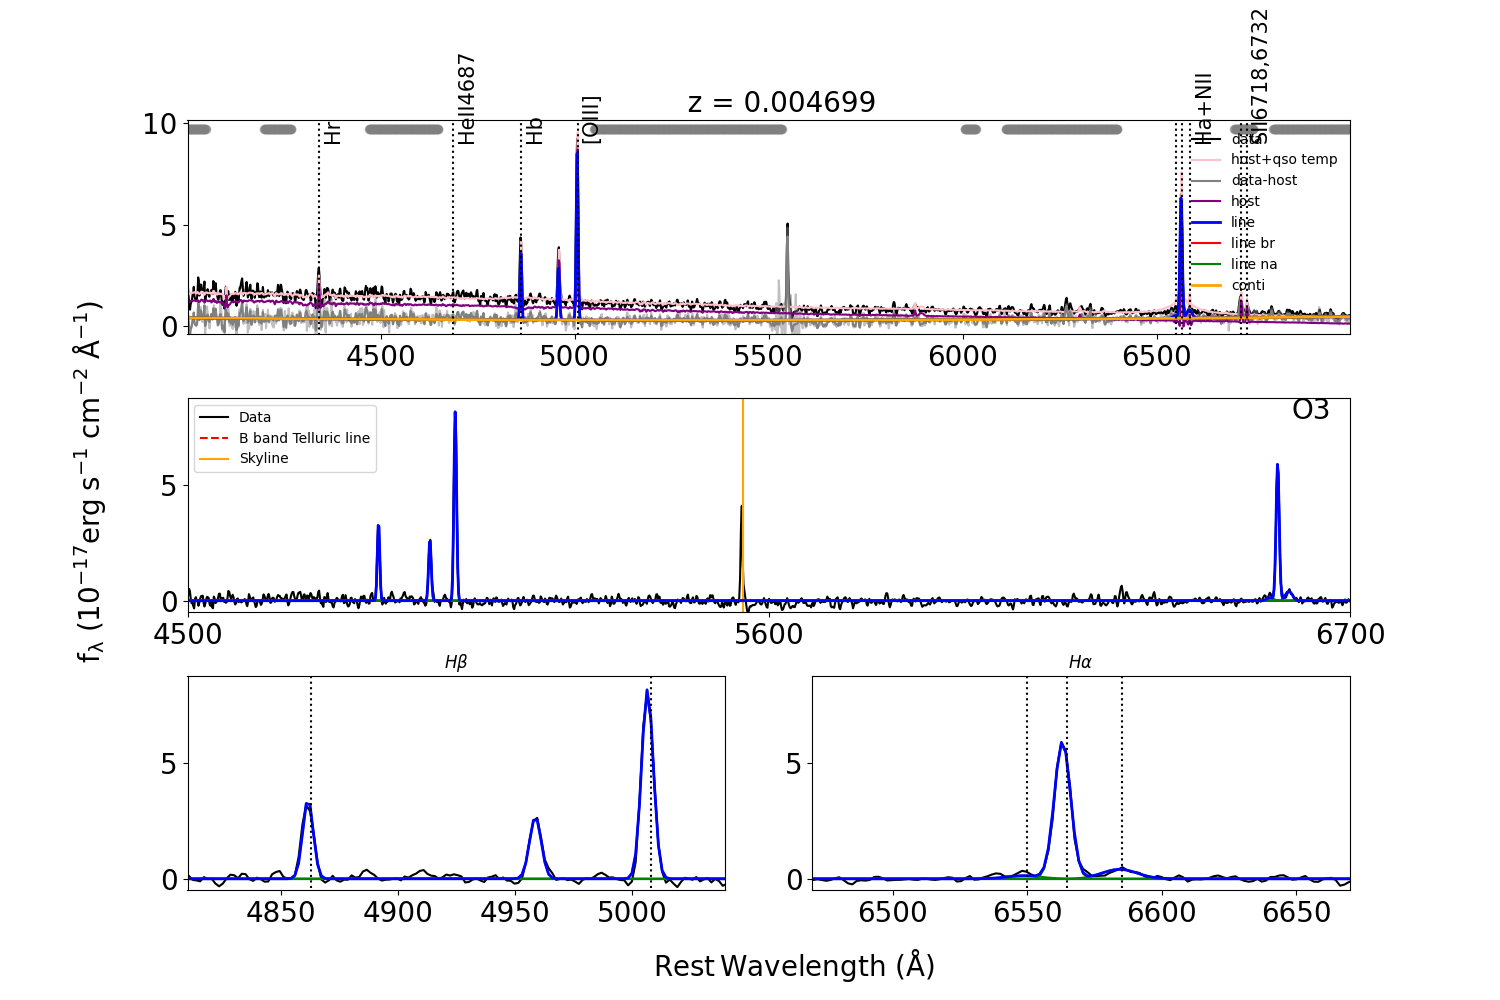 z = 0.004699
Hr
HeII4687
Hb
[OIII]
Ha+NII
SII6718,6732
data
host+qso temp
data-host
host
line
line br
line na
conti
10
5
0
4500
5000
5500
6000
6500
f_λ (10^−17 erg s^−1 cm^−2 Å^−1)
Data
B band Telluric line
Skyline
O3
5
0
4500
5600
6700
Hβ
5
0
4850
4900
4950
5000
Hα
5
0
6500
6550
6600
6650
Rest Wavelength (Å)